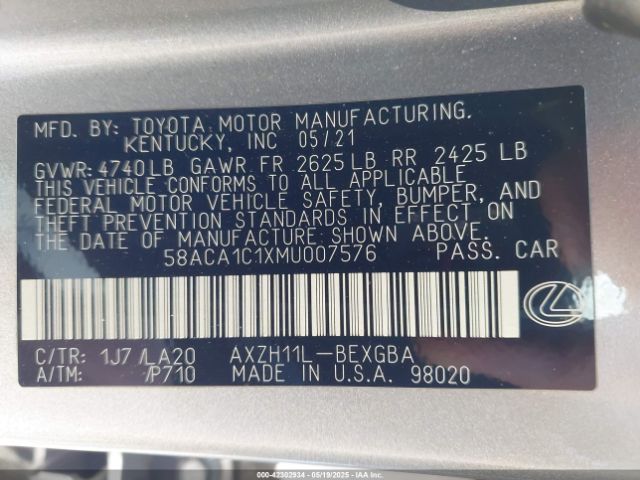 MFD. BY: TOYOTA MOTOR MANUFACTURING.
KENTUCKY, INC 05/21
GVWR: 4740LB GAWR FR 2625LB RR 2425 LB
THIS VEHICLE CONFORMS TO ALL APPLICABLE
FEDERAL MOTOR VEHICLE SAFETY, BUMPER, AND
THEFT PREVENTION STANDARDS IN EFFECT ON
THE DATE OF MANUFACTURE SHOWN ABOVE.
58ACA1C1XMU007576 PASS. CAR
C/TR: 1J7 /LA20 AXZH11L-BEXGBA
A/TM: /P710 MADE IN U.S.A. 98020
000-42302934 - 05/19/2025 - IAAI.COM